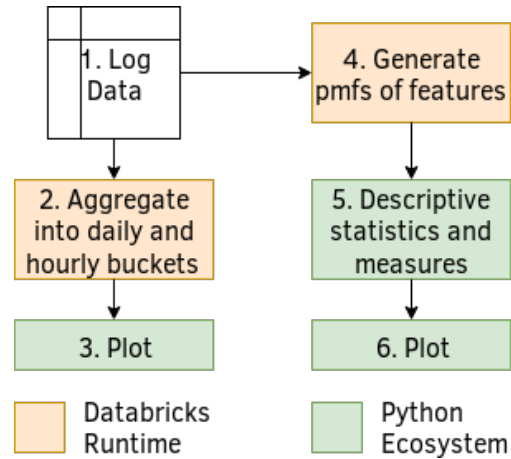 1. Log
Data
4. Generate
pmfs of features
2. Aggregate
into daily and
hourly buckets
5. Descriptive
statistics and
measures
3. Plot
6. Plot
Databricks
Runtime
Python
Ecosystem